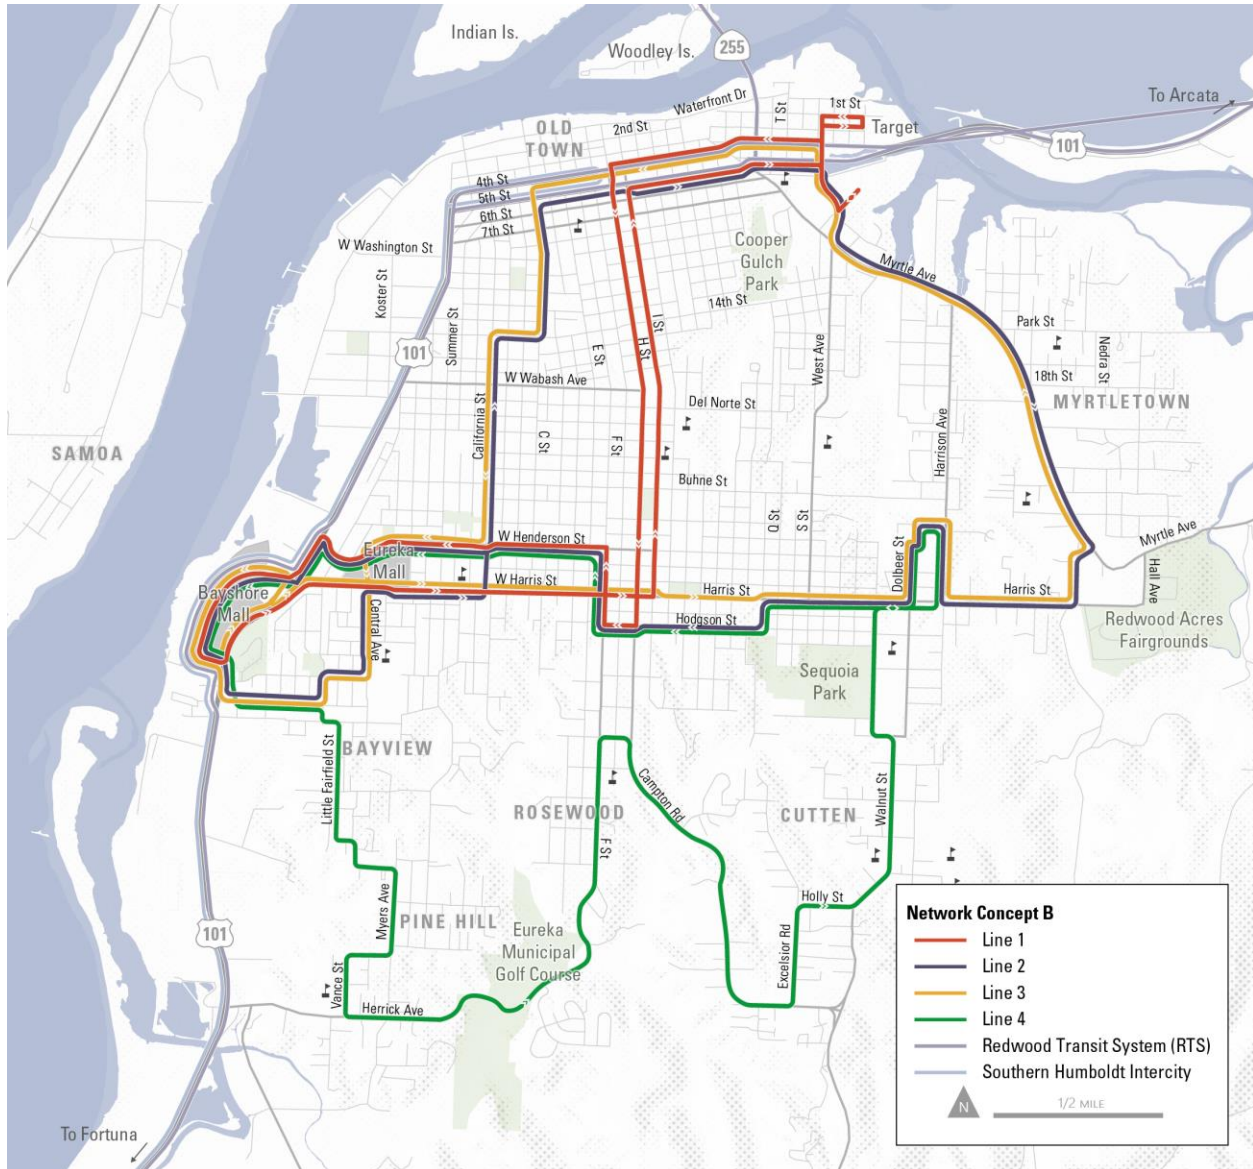 Indian Is.
Woodley Is.
255
To Arcata
101
Waterfront Dr
T St
1st St
Target
OLD
TOWN
2nd St
4th St
5th St
6th St
7th St
W Washington St
Koster St
Summer St
101
Cooper
Gulch
Park
14th St
Myrtle Ave
I St
H St
E St
W Wabash Ave
Del Norte St
West Ave
Park St
18th St
Nedra St
MYRTLETOWN
Harrison Ave
SAMOA
California St
C St
F St
Buhne St
Q St
S St
W Henderson St
Eureka
Mall
W Harris St
Harris St
Dolbeer St
Harris St
Myrtle Ave
Hall Ave
Bayshore
Mall
Central Ave
Hodgson St
Redwood Acres
Fairgrounds
Sequoia
Park
BAYVIEW
Little Fairfield St
ROSEWOOD
Campton Rd
CUTTEN
Walnut St
F St
Holly St
Myers Ave
PINE HILL
Eureka
Municipal
Golf Course
Excelsior Rd
101
Vance St
Herrick Ave
To Fortuna
Network Concept B
Line 1
Line 2
Line 3
Line 4
Redwood Transit System (RTS)
Southern Humboldt Intercity
N
1/2 MILE